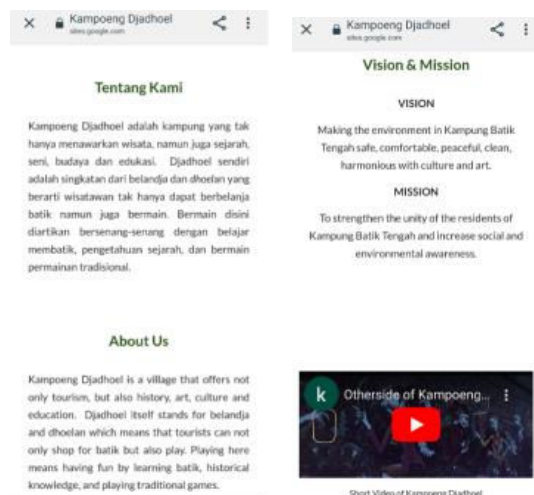 Kampoeng Djadhoel
sites.google.com
Tentang Kami
Kampoeng Djadhoel adalah kampung yang tak
hanya menawarkan wisata, namun juga sejarah,
seni, budaya dan edukasi. Djadhoel sendiri
adalah singkatan dari belandja dan dhoelan yang
berarti wisatawan tak hanya dapat berbelanja
batik namun juga bermain. Bermain disini
diartikan bersenang-senang dengan belajar
membatik, pengetahuan sejarah, dan bermain
permainan tradisional.
About Us
Kampoeng Djadhoel is a village that offers not
only tourism, but also history, art, culture and
education. Djadhoel itself stands for belandja
and dhoelan which means that tourists can not
only shop for batik but also play. Playing here
means having fun by learning batik, historical
knowledge, and playing traditional games.
Kampoeng Djadhoel
sites.google.com
Vision & Mission
VISION
Making the environment in Kampung Batik
Tengah safe, comfortable, peaceful, clean,
harmonious with culture and art.
MISSION
To strengthen the unity of the residents of
Kampung Batik Tengah and increase social and
environmental awareness.
k Otherside of Kampoeng...
Short Video of Kampoeng Djadhoel